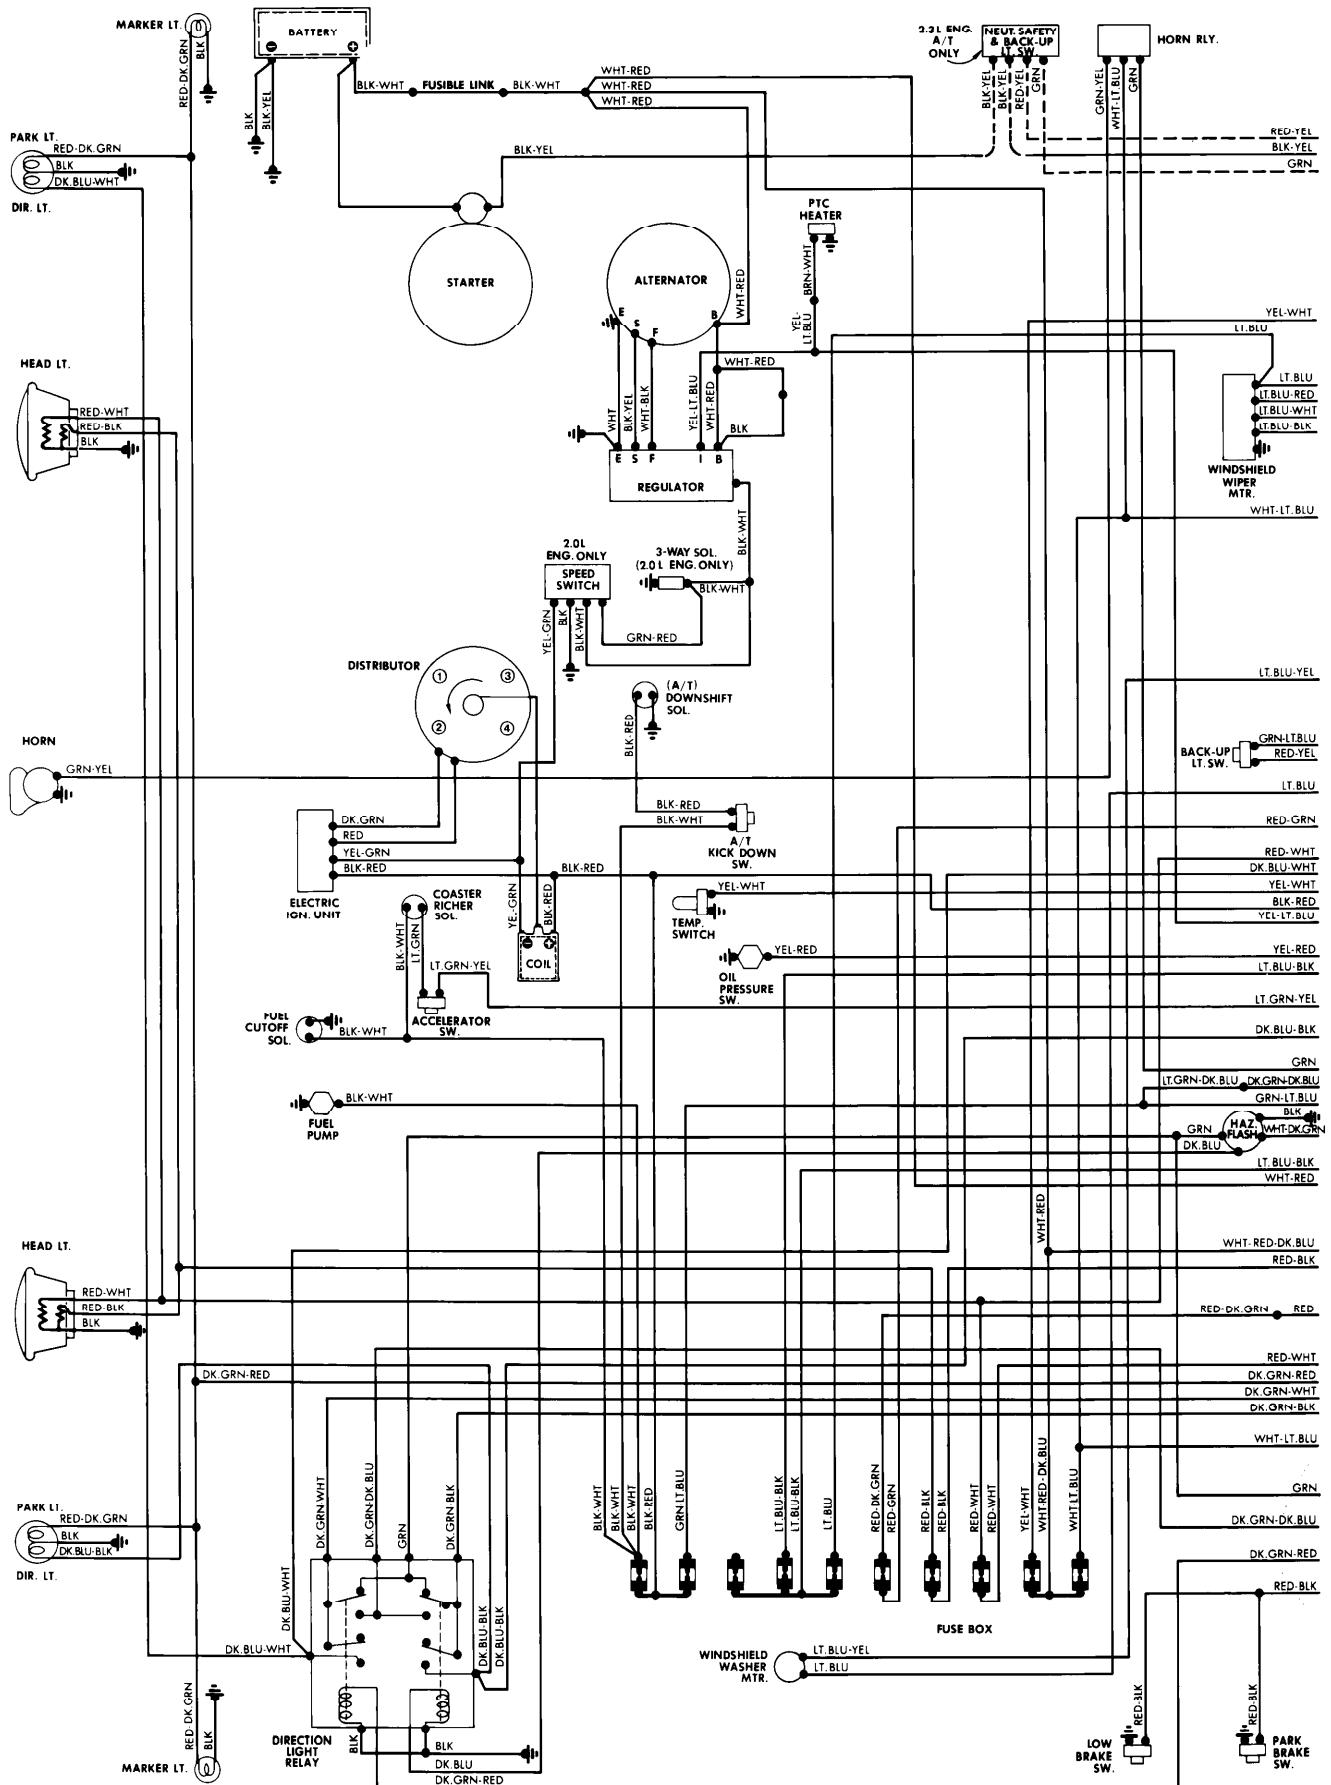 MARKER LT.
RED-DK.GRN
BLK
BATTERY
BLK-WHT
FUSIBLE LINK
BLK-WHT
WHT-RED
WHT-RED
WHT-RED
BLK
BLK-YEL
2.2L ENG.
A/T
ONLY
NEUT. SAFETY
& BACK-UP
LT. SW.
BLK-YEL
BLK-YEL
RED-YEL
GRN
HORN RLY.
GRN-YEL
WHT-LT.BLU
GRN
RED-YEL
BLK-YEL
GRN
PARK LT.
RED-DK.GRN
BLK
DK.BLU-WHT
DIR. LT.
BLK-YEL
STARTER
ALTERNATOR
E
S
F
B
WHT-RED
PTC
HEATER
BRN-WHT
YEL-
LT.BLU
YEL-WHT
LT.BLU
HEAD LT.
RED-WHT
RED-BLK
BLK
WHT
BLK-YEL
WHT-BLK
YEL-LT.BLU
WHT-RED
WHT-RED
BLK
E S F I B
REGULATOR
BLK-WHT
LT.BLU
LT.BLU-RED
LT.BLU-WHT
LT.BLU-BLK
WINDSHIELD
WIPER
MTR.
WHT-LT.BLU
2.0L
ENG. ONLY
SPEED
SWITCH
3-WAY SOL.
(2.0L ENG. ONLY)
BLK-WHT
YEL-GRN
BLK
BLK-WHT
GRN-RED
DISTRIBUTOR
1
3
2
4
(A/T)
DOWNSHIFT
SOL.
BLK-RED
LT.BLU-YEL
HORN
GRN-YEL
BACK-UP
LT. SW.
GRN-LT.BLU
RED-YEL
LT.BLU
DK.GRN
RED
YEL-GRN
BLK-RED
ELECTRIC
IGN. UNIT
BLK-RED
BLK-RED
BLK-WHT
A/T
KICK DOWN
SW.
RED-GRN
RED-WHT
DK.BLU-WHT
YEL-WHT
BLK-RED
YEL-LT.BLU
COASTER
RICHER
SOL.
BLK-WHT
LT.GRN
YEL-GRN
BLK-RED
COIL
YEL-WHT
TEMP.
SWITCH
YEL-RED
OIL
PRESSURE
SW.
YEL-RED
LT.BLU-BLK
LT.GRN-YEL
ACCELERATOR
SW.
LT.GRN-YEL
FUEL
CUTOFF
SOL.
BLK-WHT
DK.BLU-BLK
GRN
LT.GRN-DK.BLU
DK.GRN-DK.BLU
GRN-LT.BLU
BLK-WHT
FUEL
PUMP
BLK
HAZ.
FLASH
GRN
WHT-DK.GRN
DK.BLU
LT.BLU-BLK
WHT-RED
WHT-RED
HEAD LT.
RED-WHT
RED-BLK
BLK
WHT-RED-DK.BLU
RED-BLK
RED-DK.GRN
RED
RED-WHT
DK.GRN-RED
DK.GRN-RED
DK.GRN-WHT
DK.GRN-BLK
WHT-LT.BLU
DK.GRN-WHT
DK.GRN-DK.BLU
GRN
DK.GRN-BLK
BLK-WHT
BLK-WHT
BLK-WHT
BLK-RED
GRN-LT.BLU
LT.BLU-BLK
LT.BLU-BLK
LT.BLU
RED-DK.GRN
RED-GRN
RED-BLK
RED-BLK
RED-WHT
RED-WHT
YEL-WHT
WHT-RED-DK.BLU
WHT-LT.BLU
GRN
DK.GRN-DK.BLU
DK.GRN-RED
RED-BLK
PARK LT.
RED-DK.GRN
BLK
DK.BLU-BLK
DIR. LT.
DK.BLU-WHT
DK.BLU-WHT
DK.BLU-BLK
DK.BLU-BLK
FUSE BOX
WINDSHIELD
WASHER
MTR.
LT.BLU-YEL
LT.BLU
RED-DK.GRN
BLK
MARKER LT.
DIRECTION
LIGHT
RELAY
BLK
BLK
DK.BLU
DK.GRN-RED
RED-BLK
LOW
BRAKE
SW.
RED-BLK
PARK
BRAKE
SW.